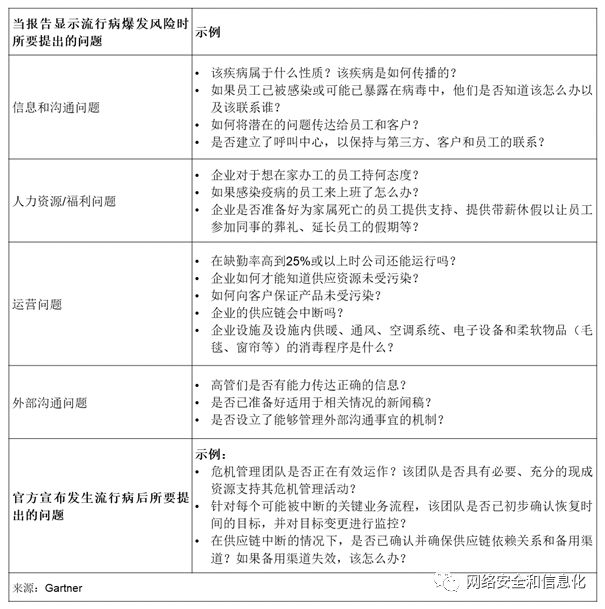 当报告显示流行病爆发风险时
所要提出的问题
示例
信息和沟通问题
• 该疾病属于什么性质？该疾病是如何传播的？
• 如果员工已被感染或可能已暴露在病毒中，他们是否知道该怎么办以
及该联系谁？
• 如何将潜在的问题传达给员工和客户？
• 是否建立了呼叫中心，以保持与第三方、客户和员工的联系？
人力资源/福利问题
• 企业对于想在家办工的员工持何态度？
• 如果感染疫病的员工来上班了怎么办？
• 企业是否准备好为家属死亡的员工提供支持、提供带薪休假以让员工
参加同事的葬礼、延长员工的假期等？
运营问题
• 在缺勤率高到25%或以上时公司还能运行吗？
• 企业如何才能知道供应资源未受污染？
• 如何向客户保证产品未受污染？
• 企业的供应链会中断吗？
• 企业设施及设施内供暖、通风、空调系统、电子设备和柔软物品（毛
毯、窗帘等）的消毒程序是什么？
外部沟通问题
• 高管们是否有能力传达正确的信息？
• 是否已准备好适用于相关情况的新闻稿？
• 是否设立了能够管理外部沟通事宜的机制？
官方宣布发生流行病后所要提
出的问题
示例：
• 危机管理团队是否正在有效运作？该团队是否具有必要、充分的现成
资源支持其危机管理活动？
• 针对每个可能被中断的关键业务流程，该团队是否已初步确认恢复时
间的目标，并对目标变更进行监控？
• 在供应链中断的情况下，是否已确认并确保供应链依赖关系和备用渠
道？如果备用渠道失效，该怎么办？
来源：Gartner
网络安全和信息化